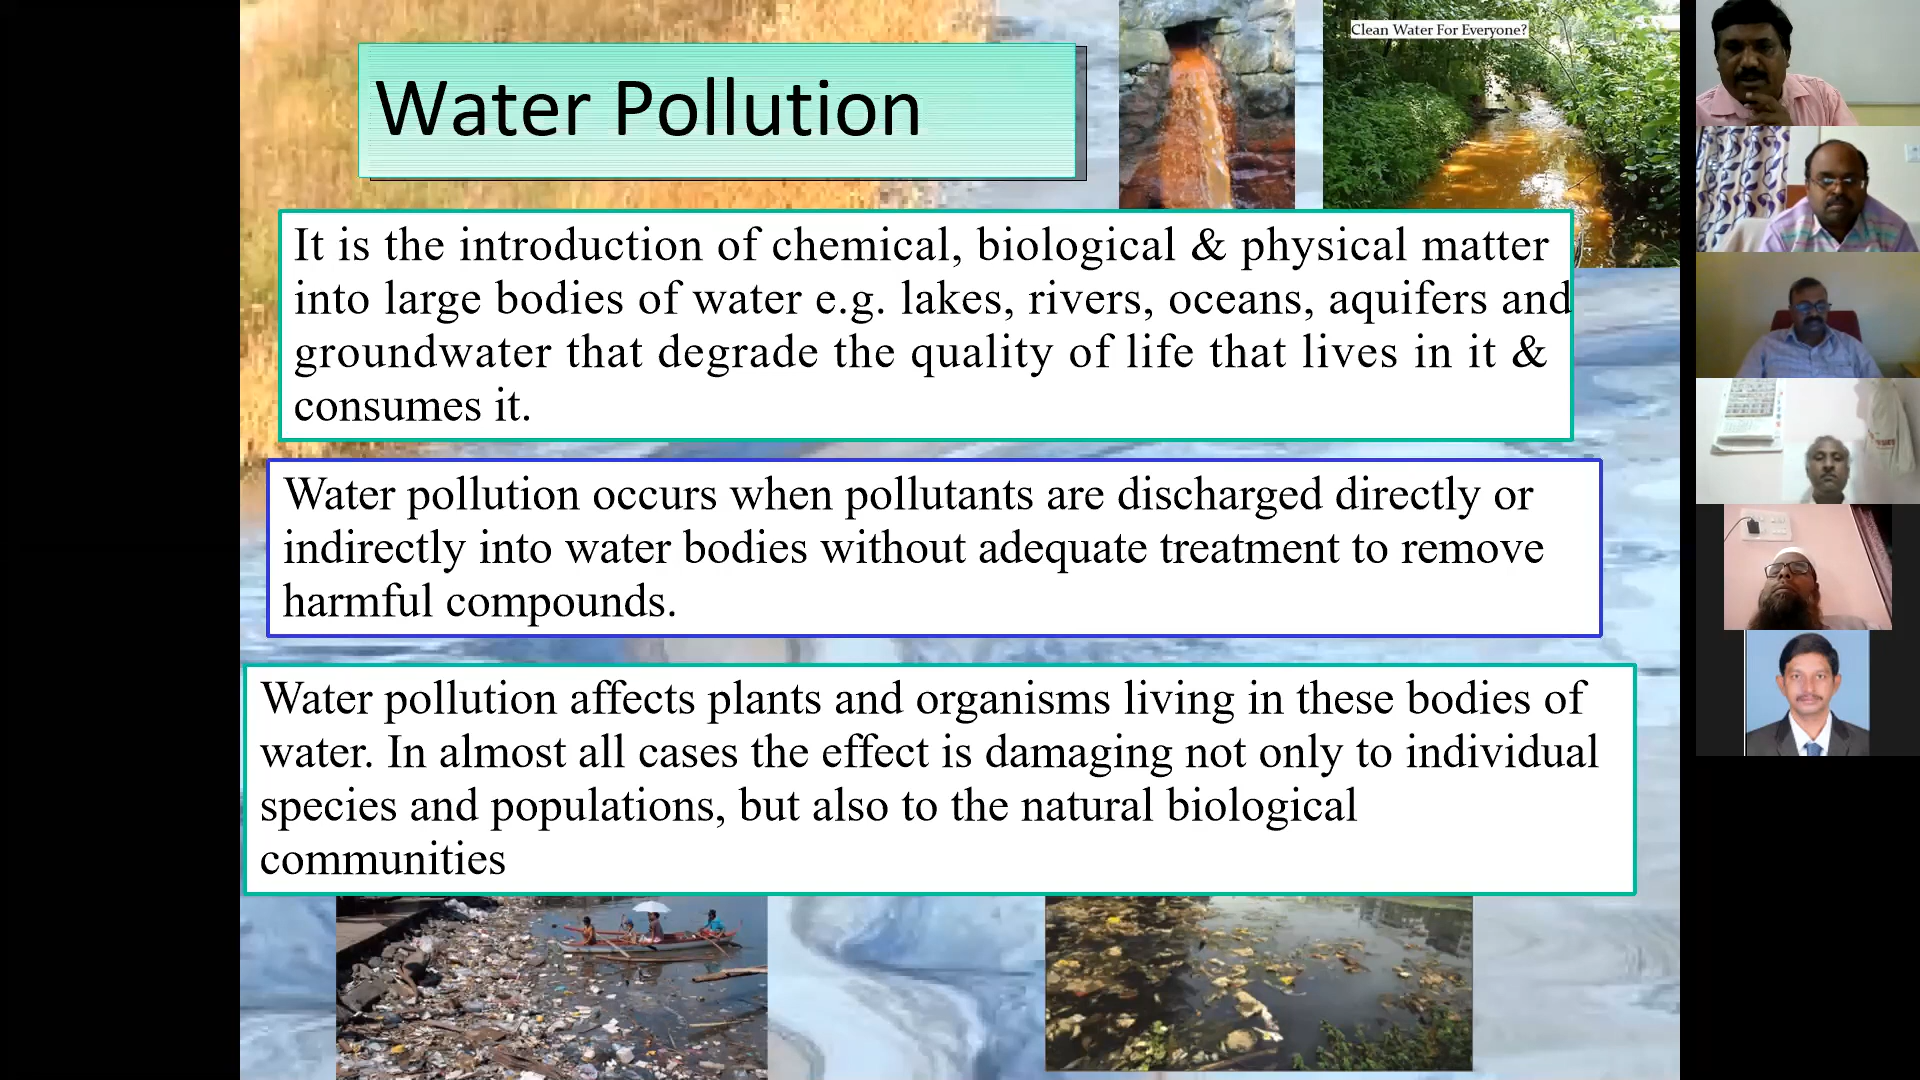 Clean Water For Everyone?
Water Pollution
It is the introduction of chemical, biological & physical matter
into large bodies of water e.g. lakes, rivers, oceans, aquifers and
groundwater that degrade the quality of life that lives in it &
consumes it.
Water pollution occurs when pollutants are discharged directly or
indirectly into water bodies without adequate treatment to remove
harmful compounds.
Water pollution affects plants and organisms living in these bodies of
water. In almost all cases the effect is damaging not only to individual
species and populations, but also to the natural biological
communities